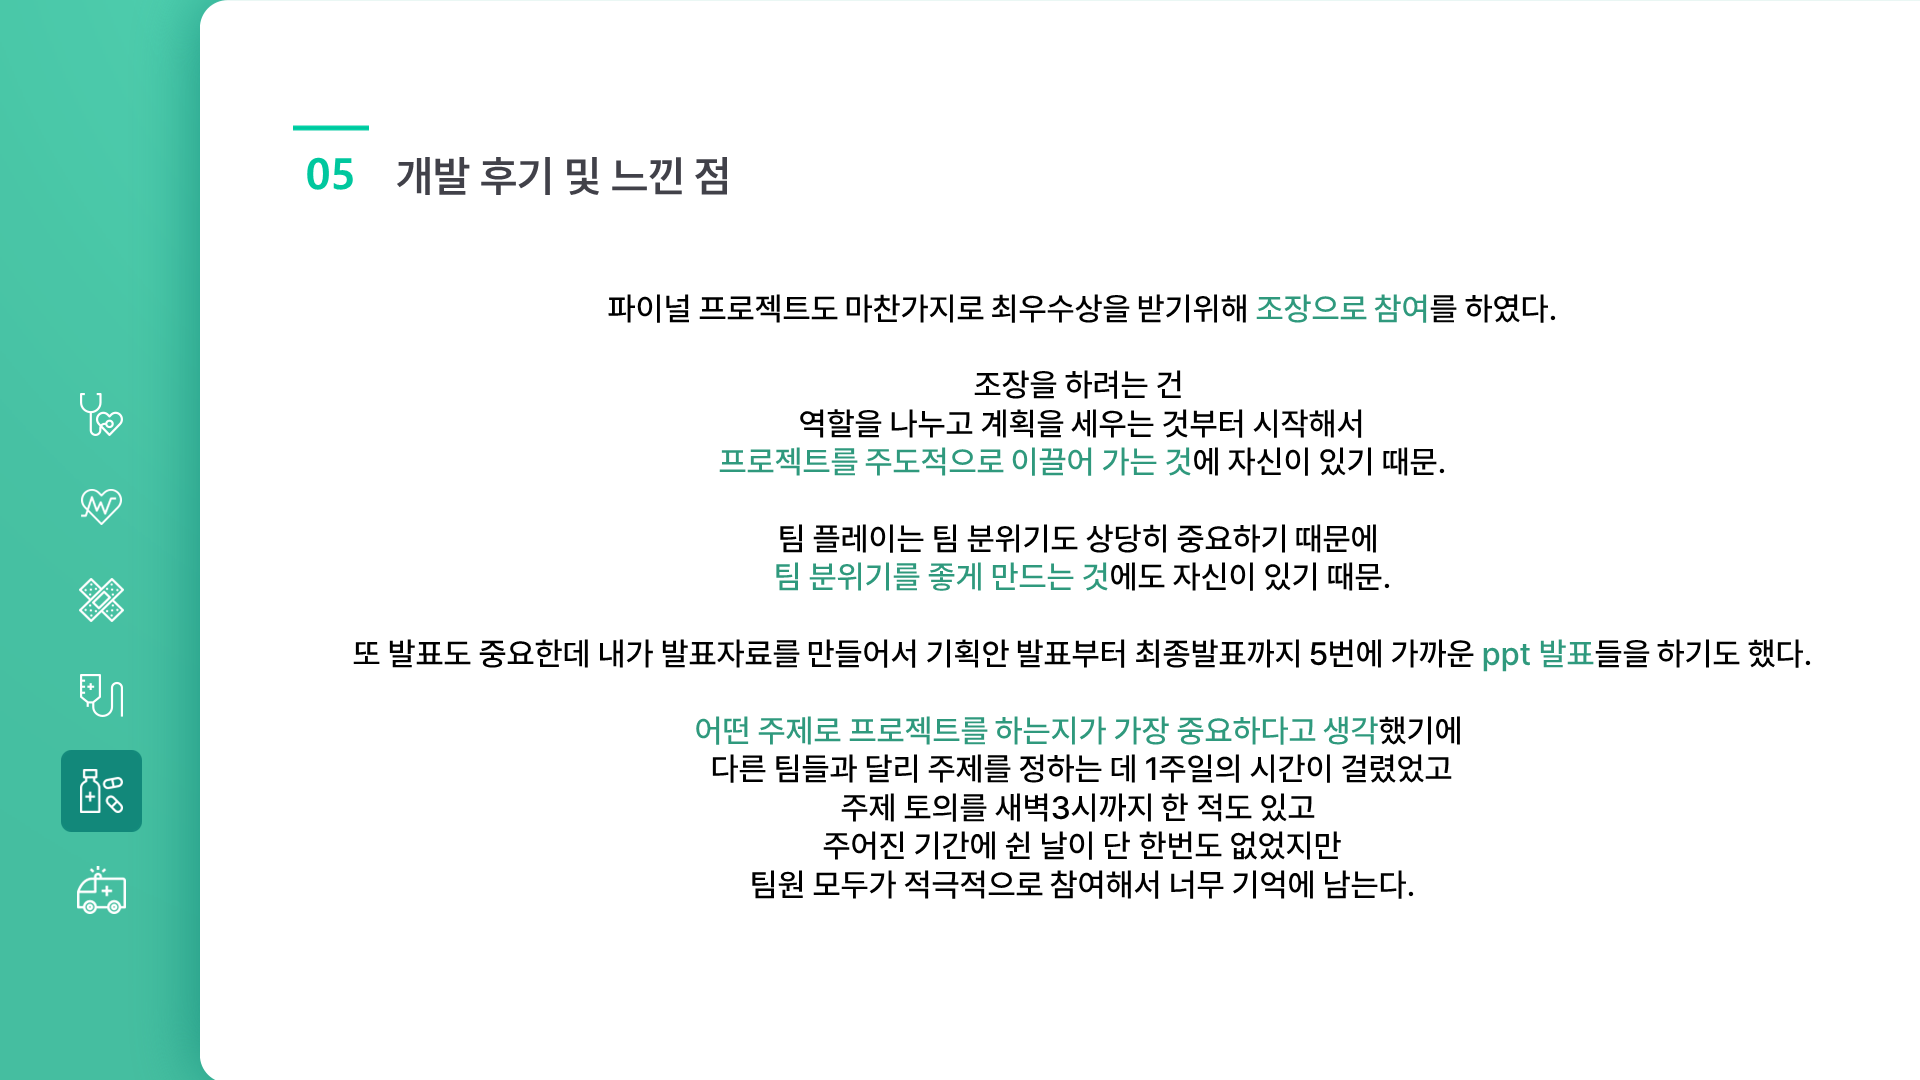 05 개발 후기 및 느낀 점
파이널 프로젝트도 마찬가지로 최우수상을 받기위해 조장으로 참여를 하였다.
조장을 하려는 건
역할을 나누고 계획을 세우는 것부터 시작해서
프로젝트를 주도적으로 이끌어 가는 것에 자신이 있기 때문.
팀 플레이는 팀 분위기도 상당히 중요하기 때문에
팀 분위기를 좋게 만드는 것에도 자신이 있기 때문.
또 발표도 중요한데 내가 발표자료를 만들어서 기획안 발표부터 최종발표까지 5번에 가까운 ppt 발표들을 하기도 했다.
어떤 주제로 프로젝트를 하는지가 가장 중요하다고 생각했기에
다른 팀들과 달리 주제를 정하는 데 1주일의 시간이 걸렸었고
주제 토의를 새벽3시까지 한 적도 있고
주어진 기간에 쉰 날이 단 한번도 없었지만
팀원 모두가 적극적으로 참여해서 너무 기억에 남는다.